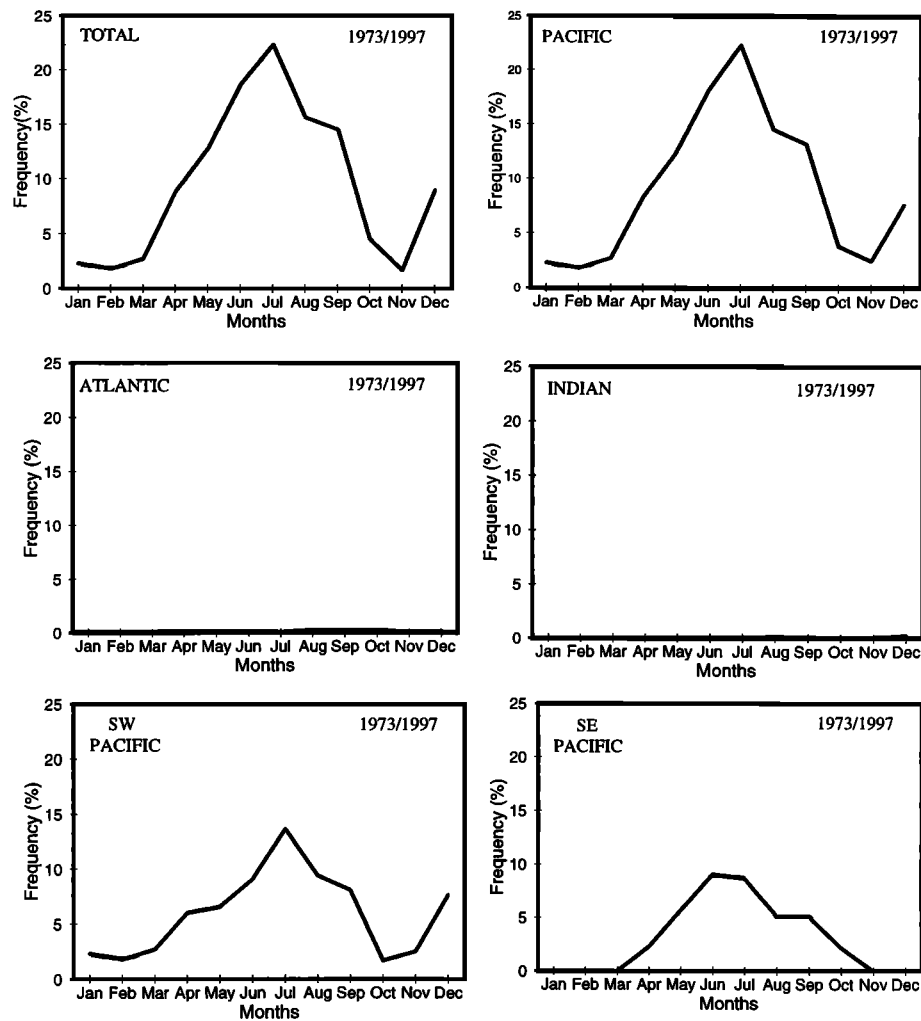 TOTAL 1973/1997
25
20
15
10
5
0
Frequency(%)
Jan Feb Mar Apr May Jun Jul Aug Sep Oct Nov Dec
Months
PACIFIC 1973/1997
25
20
15
10
5
0
Frequency (%)
Jan Feb Mar Apr May Jun Jul Aug Sep Oct Nov Dec
Months
ATLANTIC 1973/1997
25
20
15
10
5
0
Frequency (%)
Jan Feb Mar Apr May Jun Jul Aug Sep Oct Nov Dec
Months
INDIAN 1973/1997
25
20
15
10
5
0
Frequency (%)
Jan Feb Mar Apr May Jun Jul Aug Sep Oct Nov Dec
Months
SW 1973/1997
PACIFIC
25
20
15
10
5
0
Frequency (%)
Jan Feb Mar Apr May Jun Jul Aug Sep Oct Nov Dec
Months
SE 1973/1997
PACIFIC
25
20
15
10
5
0
Frequency (%)
Jan Feb Mar Apr May Jun Jul Aug Sep Oct Nov Dec
Months